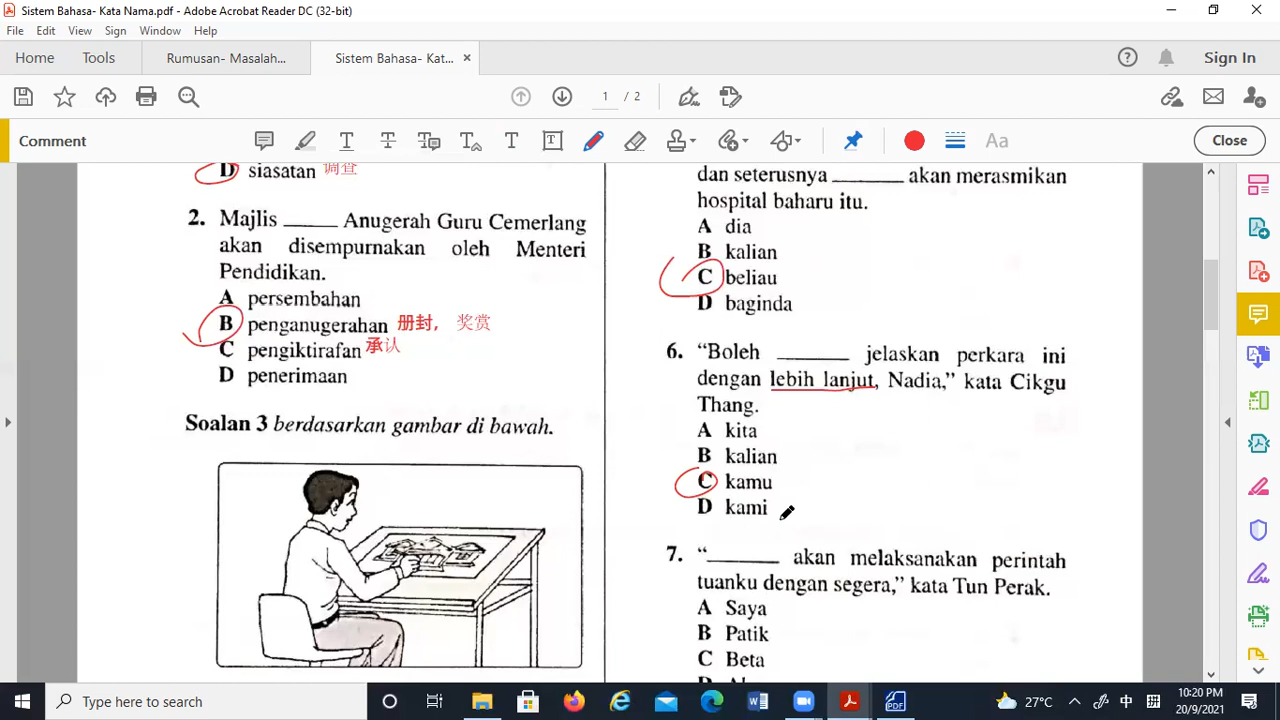 Sistem Bahasa- Kata Nama.pdf - Adobe Acrobat Reader DC (32-bit)
File Edit View Sign Window Help
Home Tools Rumusan- Masalah... Sistem Bahasa- Kat... × Sign In
1 / 2
Comment Aa Close
D siasatan 调查
2. Majlis _____ Anugerah Guru Cemerlang
akan disempurnakan oleh Menteri
Pendidikan.
A persembahan
B penganugerahan 册封， 奖赏
C pengiktirafan 承认
D penerimaan
Soalan 3 berdasarkan gambar di bawah.
dan seterusnya _______ akan merasmikan
hospital baharu itu.
A dia
B kalian
C beliau
D baginda
6. “Boleh _______ jelaskan perkara ini
dengan lebih lanjut, Nadia,” kata Cikgu
Thang.
A kita
B kalian
C kamu
D kami
7. “_______ akan melaksanakan perintah
tuanku dengan segera,” kata Tun Perak.
A Saya
B Patik
C Beta
Type here to search
27°C 中 拼 10:20 PM
20/9/2021